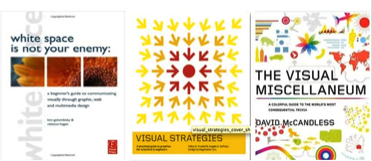 white space
is not your enemy:
a beginner's guide to communicating
visually through graphic, web
and multimedia design
white
VISUAL STRATEGIES
visual_strategies_cover_sh
THE VISUAL
MISCELLANEUM
A COLORFUL GUIDE TO THE WORLD'S MOST
CONSEQUENTIAL TRIVIA
DAVID McCANDLESS